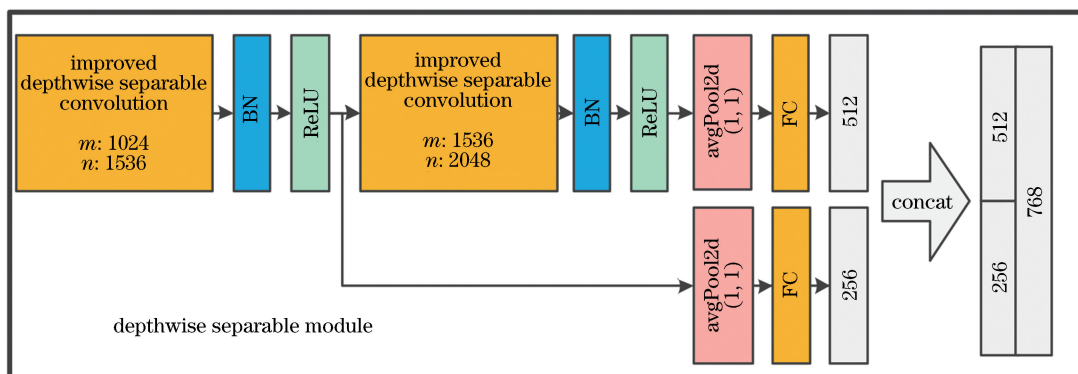 improved
depthwise separable
convolution
m: 1024
n: 1536
BN
ReLU
improved
depthwise separable
convolution
m: 1536
n: 2048
BN
ReLU
avgPool2d
(1, 1)
FC
512
avgPool2d
(1, 1)
FC
256
concat
512
256
768
depthwise separable module